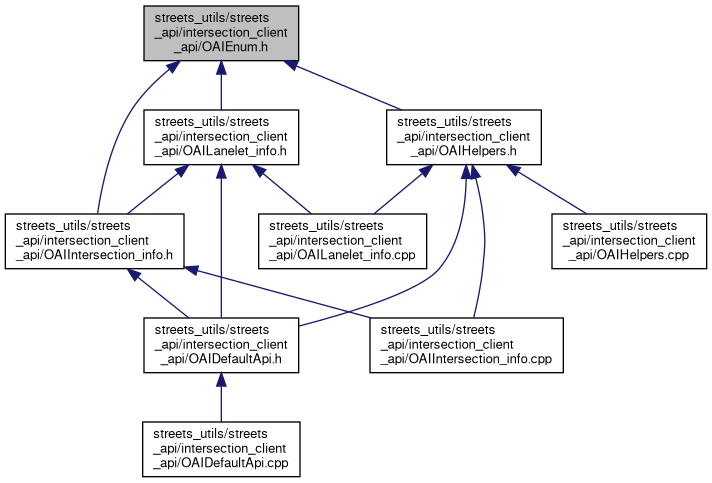 streets_utils/streets
_api/intersection_client
_api/OAIEnum.h
streets_utils/streets
_api/intersection_client
_api/OAILanelet_info.h
streets_utils/streets
_api/intersection_client
_api/OAIHelpers.h
streets_utils/streets
_api/intersection_client
_api/OAIIntersection_info.h
streets_utils/streets
_api/intersection_client
_api/OAILanelet_info.cpp
streets_utils/streets
_api/intersection_client
_api/OAIHelpers.cpp
streets_utils/streets
_api/intersection_client
_api/OAIDefaultApi.h
streets_utils/streets
_api/intersection_client
_api/OAIIntersection_info.cpp
streets_utils/streets
_api/intersection_client
_api/OAIDefaultApi.cpp